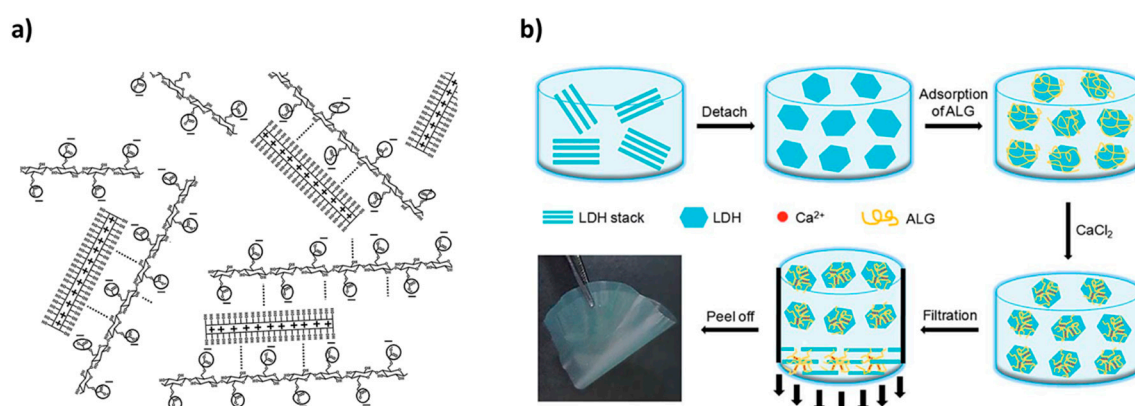 a)
b)
Detach
Adsorption
of ALG
LDH stack
LDH
Ca²⁺
ALG
CaCl₂
Peel off
Filtration